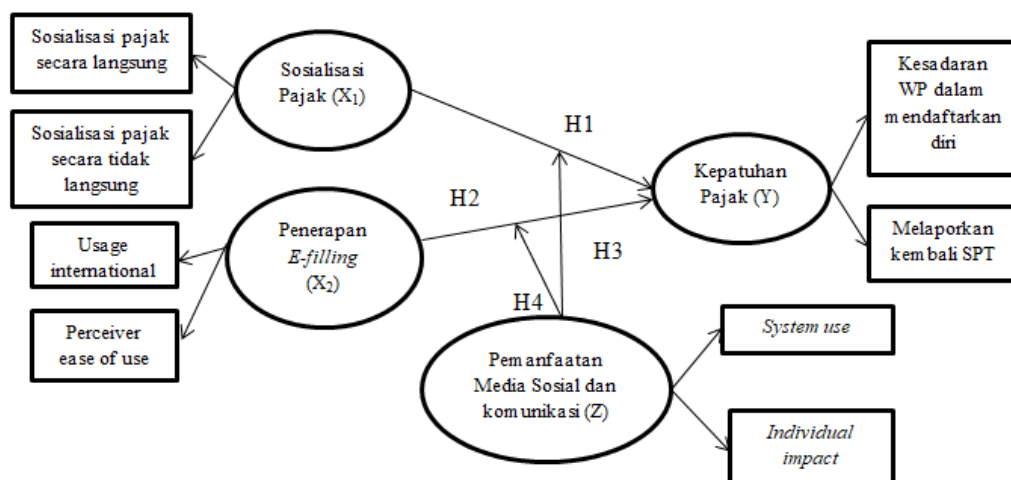 Sosialisasi pajak
secara langsung
Sosialisasi pajak
secara tidak
langsung
Sosialisasi
Pajak (X₁)
Usage
international
Perceiver
ease of use
Penerapan
E-filling
(X₂)
H1
H2
H3
H4
Kepatuhan
Pajak (Y)
Kesadaran
WP dalam
mendaftarkan
diri
Melaporkan
kembali SPT
Pemanfaatan
Media Sosial dan
komunikasi (Z)
System use
Individual
impact